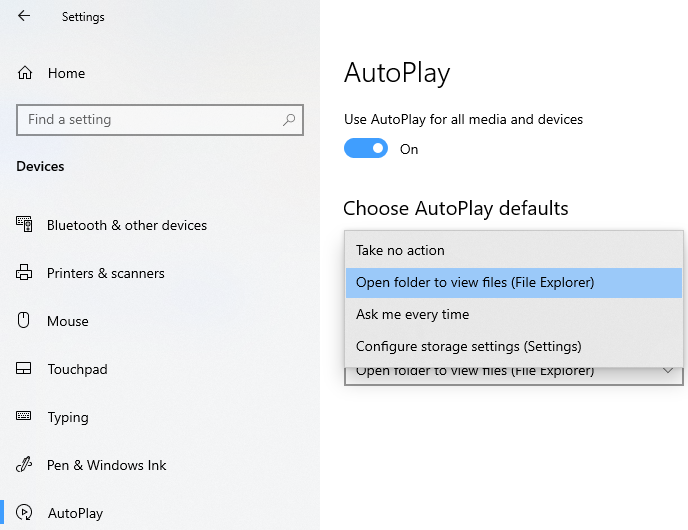 Settings
Home
Find a setting
Devices
Bluetooth & other devices
Printers & scanners
Mouse
Touchpad
Typing
Pen & Windows Ink
AutoPlay
AutoPlay
Use AutoPlay for all media and devices
On
Choose AutoPlay defaults
Take no action
Open folder to view files (File Explorer)
Ask me every time
Configure storage settings (Settings)
Open folder to view files (File Explorer)